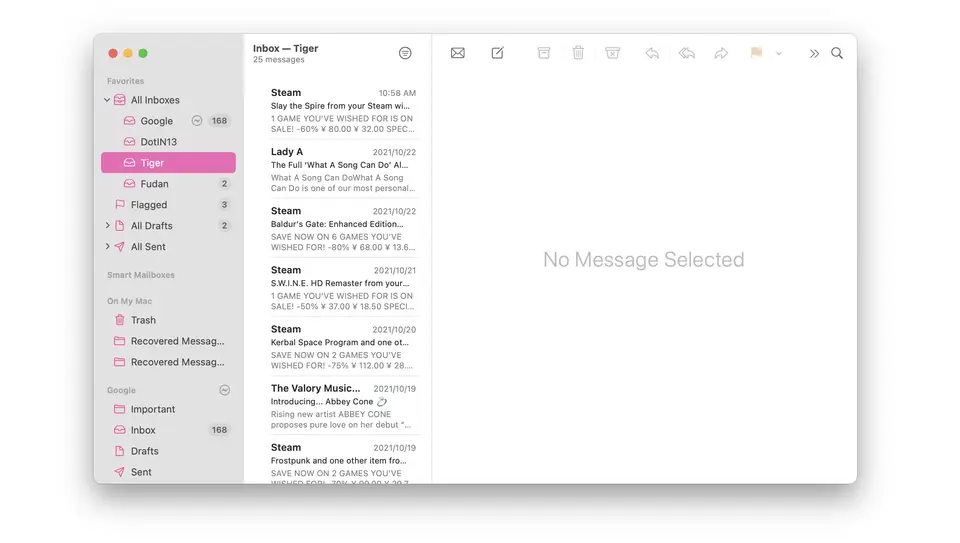 Favorites
All Inboxes
Google 168
DotIN13
Tiger
Fudan 2
Flagged 3
All Drafts 2
All Sent
Smart Mailboxes
On My Mac
Trash
Recovered Messag...
Recovered Messag...
Google
Important
Inbox 168
Drafts
Sent
Inbox — Tiger
25 messages
Steam 10:58 AM
Slay the Spire from your Steam wi...
1 GAME YOU'VE WISHED FOR IS ON
SALE! -60% ¥ 80.00 ¥ 32.00 SPEC...
Lady A 2021/10/22
The Full ‘What A Song Can Do’ Al...
What A Song Can DoWhat A Song
Can Do is one of our most personal...
Steam 2021/10/22
Baldur's Gate: Enhanced Edition...
SAVE NOW ON 6 GAMES YOU'VE
WISHED FOR! -80% ¥ 68.00 ¥ 13.6...
Steam 2021/10/21
S.W.I.N.E. HD Remaster from your...
1 GAME YOU'VE WISHED FOR IS ON
SALE! -50% ¥ 37.00 ¥ 18.50 SPECI...
Steam 2021/10/20
Kerbal Space Program and one ot...
SAVE NOW ON 2 GAMES YOU'VE
WISHED FOR! -75% ¥ 112.00 ¥ 28....
The Valory Music... 2021/10/19
Introducing... Abbey Cone 💍
Rising new artist ABBEY CONE
proposes pure love on her debut "...
Steam 2021/10/19
Frostpunk and one other item fro...
SAVE NOW ON 2 GAMES YOU'VE
WISHED FOR! -70% ¥ 99.00 ¥ 29.7
No Message Selected